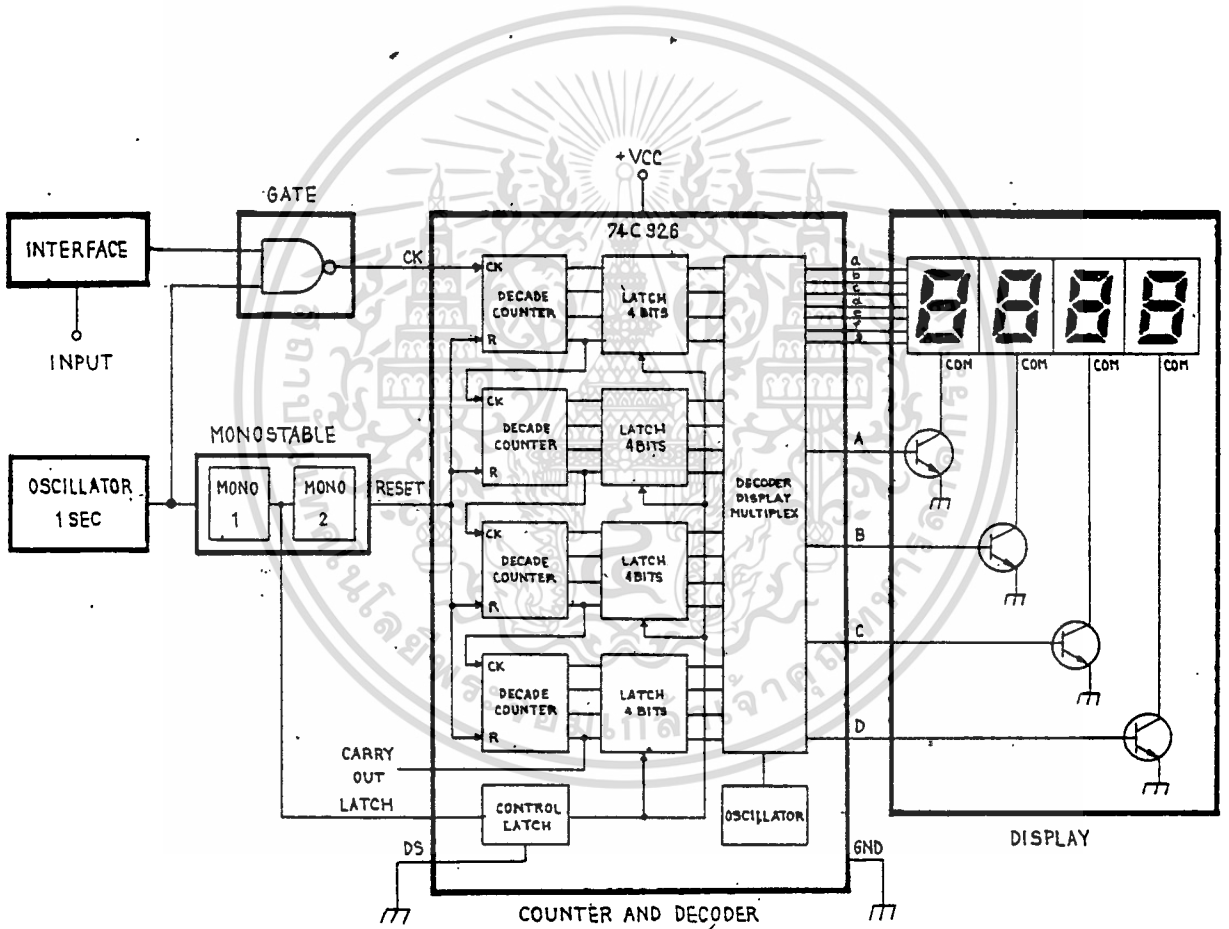 +VCC
GATE
74C 926
INTERFACE
CK
INPUT
MONOSTABLE
OSCILLATOR
1 SEC
MONO
1
MONO
2
RESET
CK
DECADE
COUNTER
R
LATCH
4 BITS
CK
DECADE
COUNTER
R
LATCH
4BITS
CK
DECADE
COUNTER
R
LATCH
4BITS
CK
DECADE
COUNTER
R
LATCH
4 BITS
DECODER
DISPLAY
MULTIPLEX
a
b
c
d
e
f
g
COM
COM
COM
COM
A
B
C
D
CARRY
OUT
LATCH
CONTROL
LATCH
OSCILLATOR
DS
GND
DISPLAY
COUNTER AND DECODER